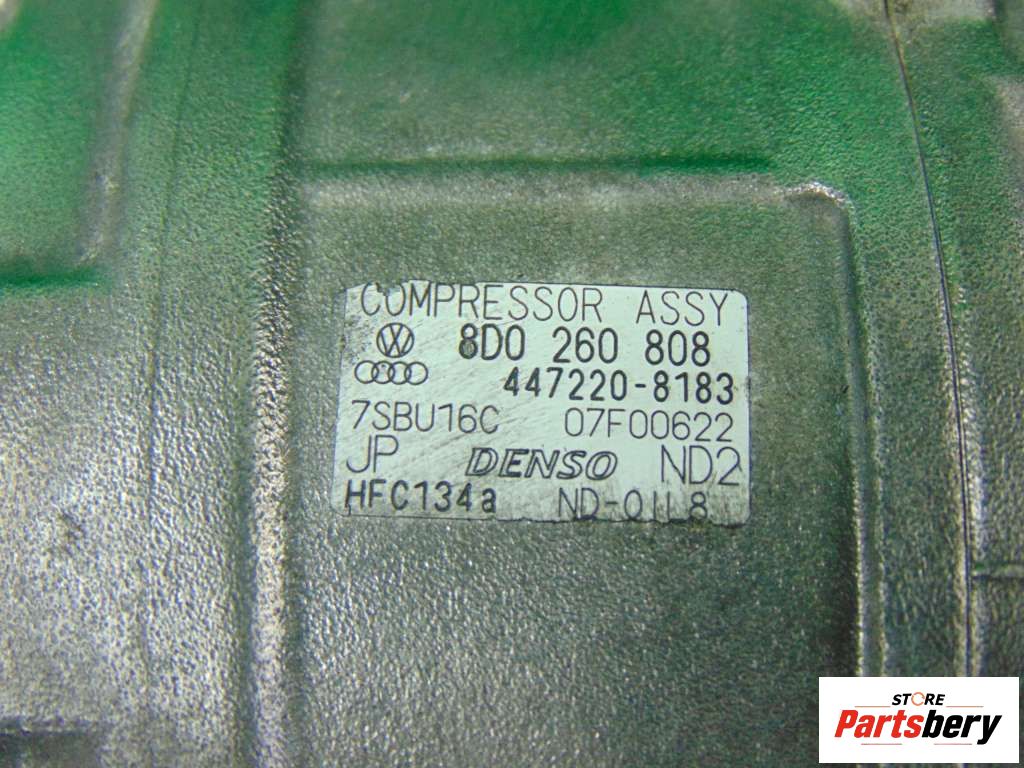 COMPRESSOR ASSY
8D0 260 808
447220-8183
7SBU16C 07F00622
JP DENSO ND2
HFC134a ND-OIL8
STORE
Partsbery